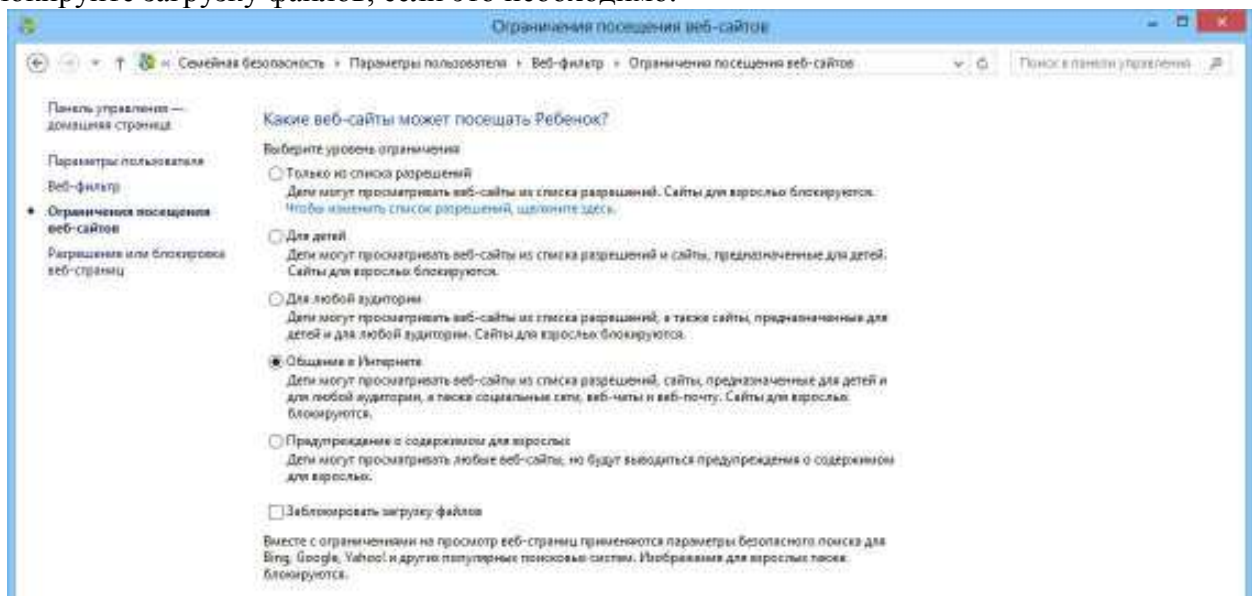 локируйте загрузку файлов, если это необходимо.
Ограничения посещения веб-сайтов
« Семейная безопасность ▸ Параметры пользователя ▸ Веб-фильтр ▸ Ограничения посещения веб-сайтов
Поиск в панели управления
Панель управления —
домашняя страница
Параметры пользователя
Веб-фильтр
Ограничения посещения
веб-сайтов
Разрешение или блокировка
веб-страниц
Какие веб-сайты может посещать Ребенок?
Выберите уровень ограничения
Только из списка разрешений
Дети могут просматривать веб-сайты из списка разрешений. Сайты для взрослых блокируются.
Чтобы изменить список разрешений, щелкните здесь.
Для детей
Дети могут просматривать веб-сайты из списка разрешений и сайты, предназначенные для детей.
Сайты для взрослых блокируются.
Для любой аудитории
Дети могут просматривать веб-сайты из списка разрешений, а также сайты, предназначенные для
детей и для любой аудитории. Сайты для взрослых блокируются.
Общение в Интернете
Дети могут просматривать веб-сайты из списка разрешений, сайты, предназначенные для детей и
для любой аудитории, а также социальные сети, веб-чаты и веб-почту. Сайты для взрослых
блокируются.
Предупреждение о содержимом для взрослых
Дети могут просматривать любые веб-сайты, но будут выводиться предупреждения о содержимом
для взрослых.
Заблокировать загрузку файлов
Вместе с ограничениями на просмотр веб-страниц применяются параметры безопасного поиска для
Bing, Google, Yahoo! и других популярных поисковых систем. Изображения для взрослых также
блокируются.